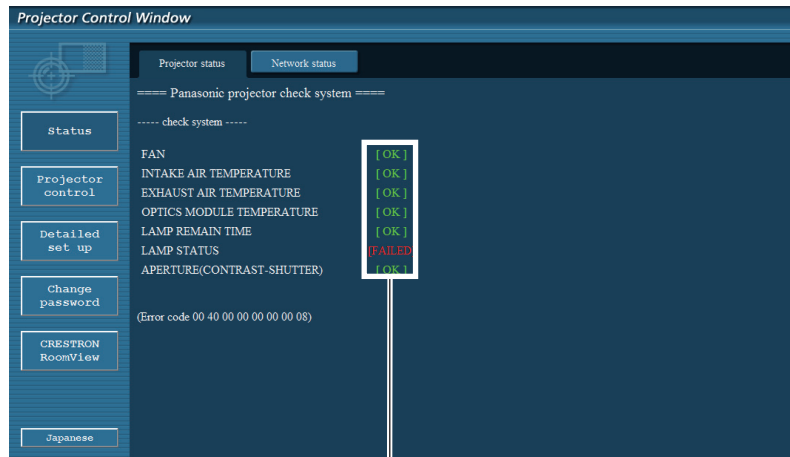 Projector Control Window
Projector status
Network status
==== Panasonic projector check system ====
----- check system -----
FAN [ OK ]
INTAKE AIR TEMPERATURE [ OK ]
EXHAUST AIR TEMPERATURE [ OK ]
OPTICS MODULE TEMPERATURE [ OK ]
LAMP REMAIN TIME [ OK ]
LAMP STATUS [FAILED
APERTURE(CONTRAST-SHUTTER) [ OK ]
(Error code 00 40 00 00 00 00 00 08)
Status
Projector
control
Detailed
set up
Change
password
CRESTRON
RoomView
Japanese